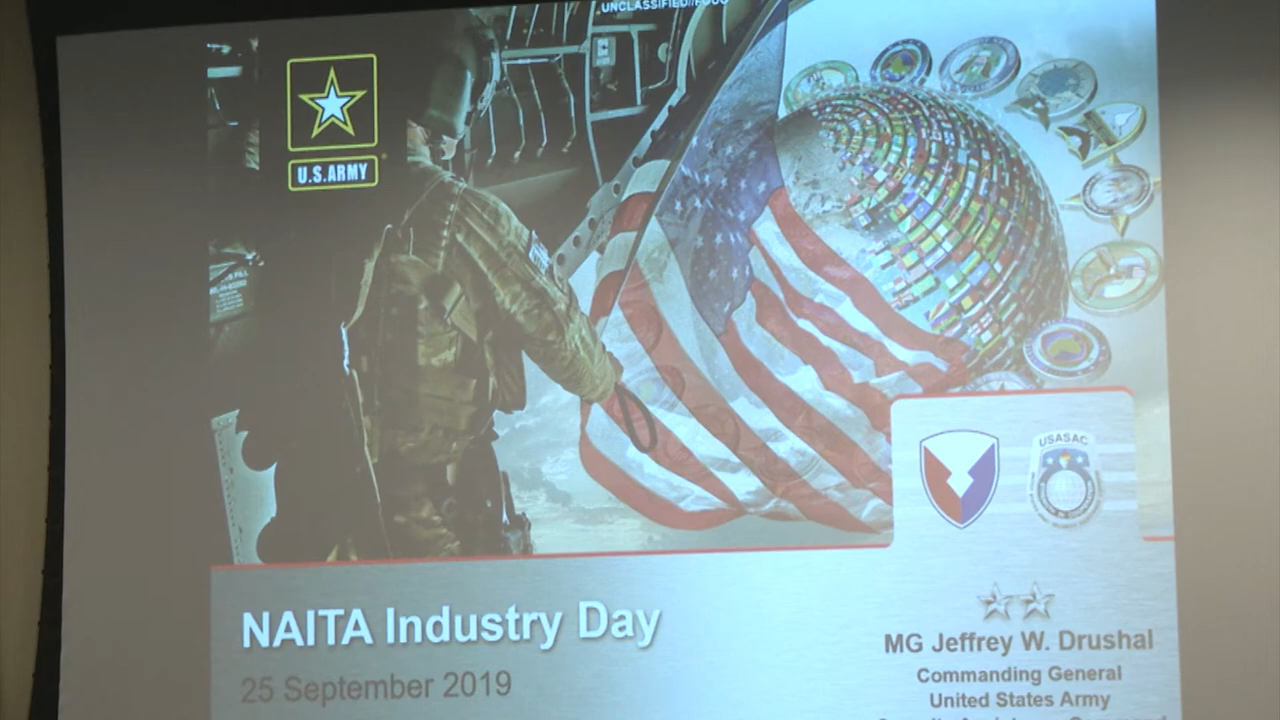 UNCLASSIFIED//FOUO
U.S.ARMY
USASAC
NAITA Industry Day
25 September 2019
MG Jeffrey W. Drushal
Commanding General
United States Army